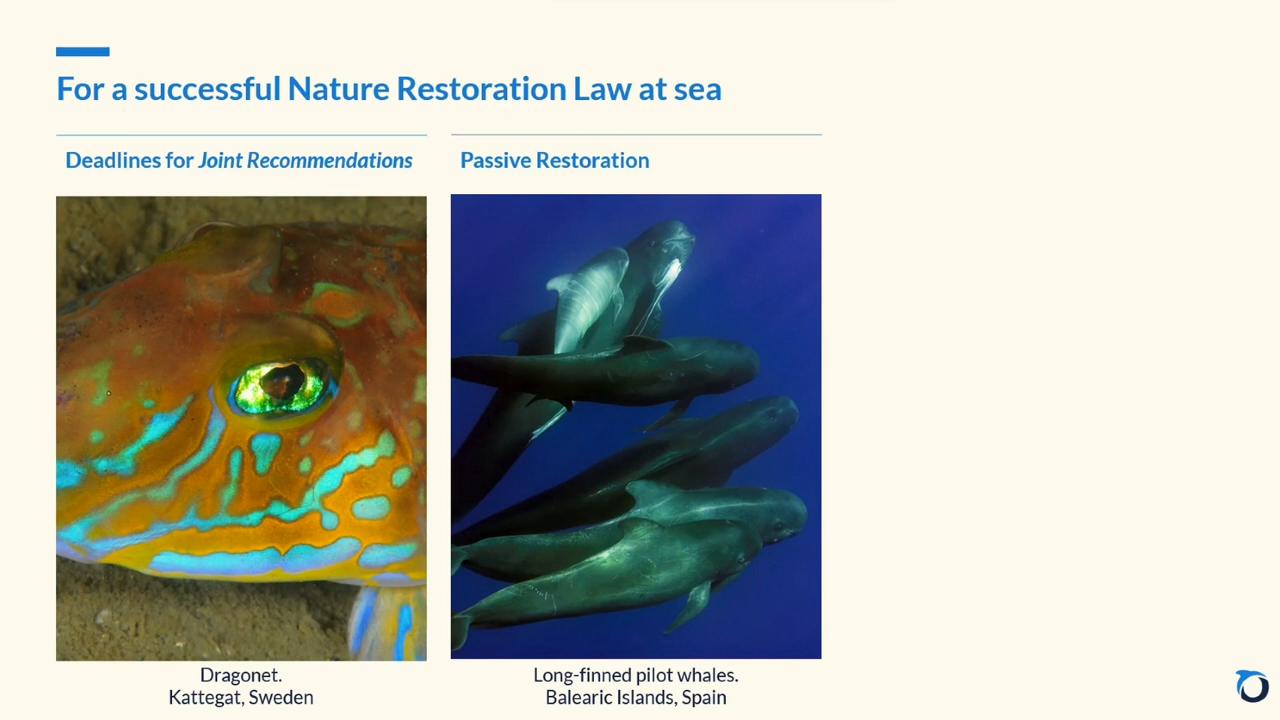 For a successful Nature Restoration Law at sea
Deadlines for Joint Recommendations
Passive Restoration
Dragonet.
Kattegat, Sweden
Long-finned pilot whales.
Balearic Islands, Spain